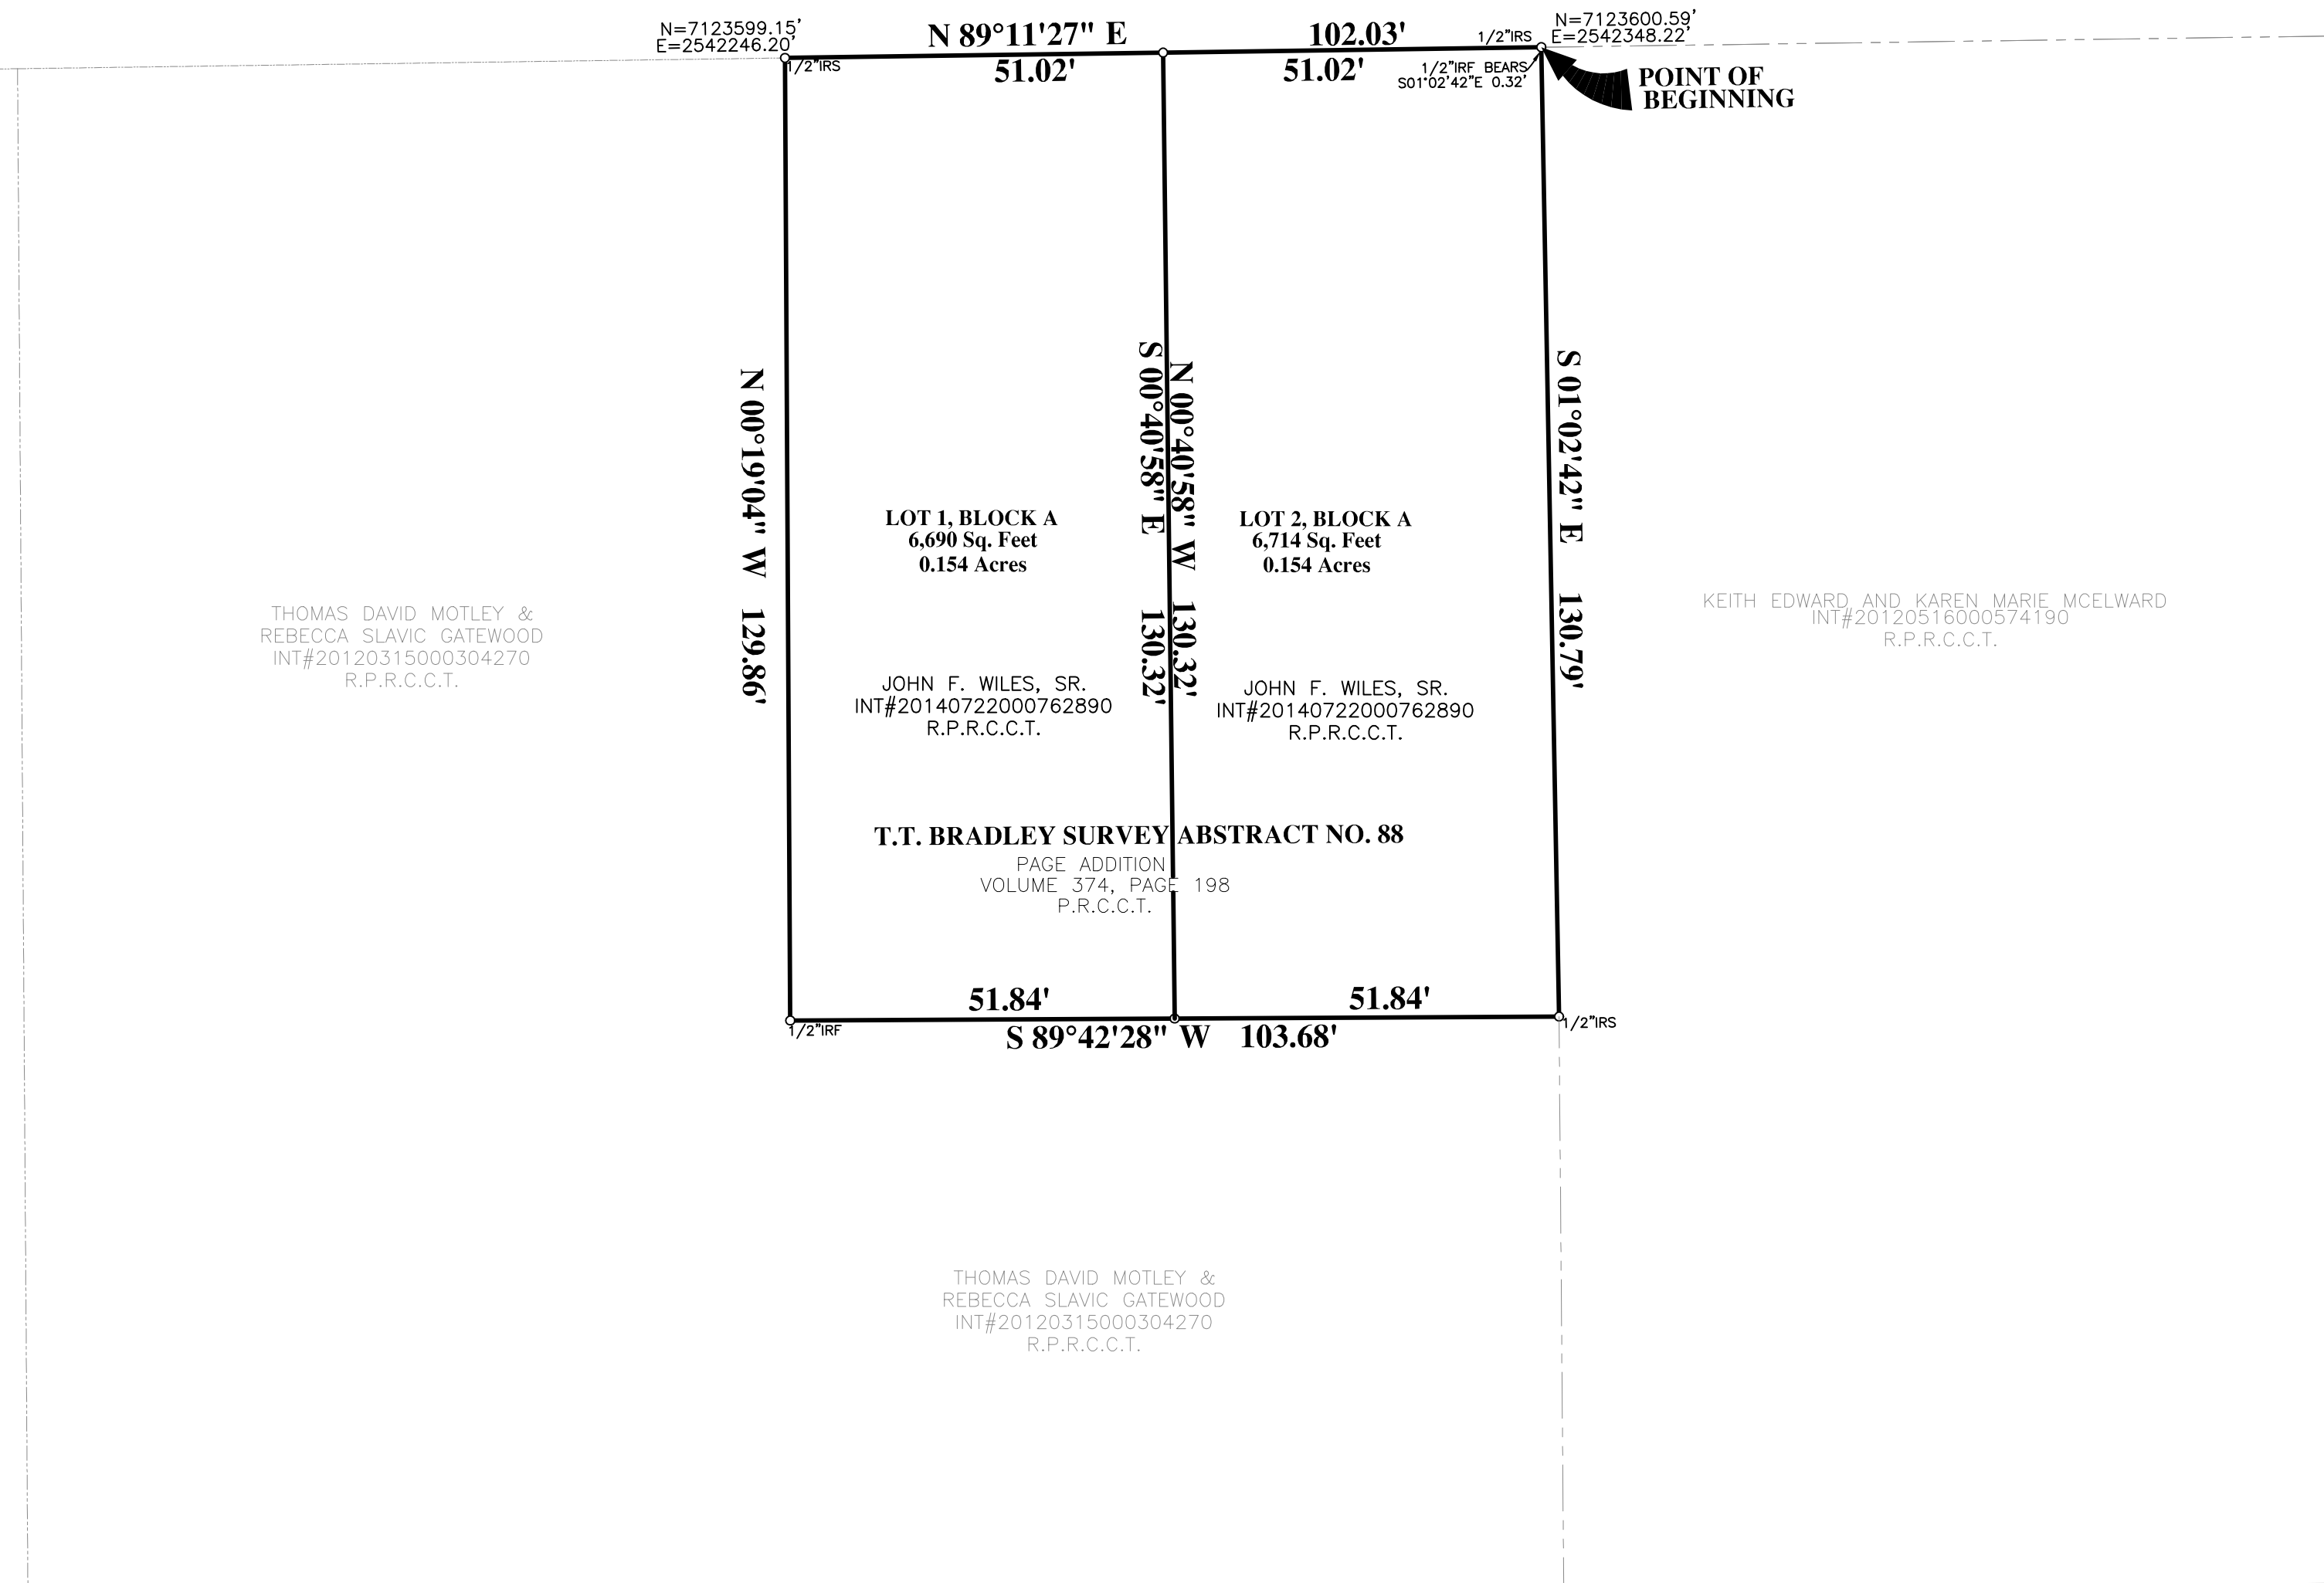 N=7123599.15'
E=2542246.20'
1/2"IRS
N 89°11'27" E 102.03'
51.02'
51.02'
1/2"IRS
N=7123600.59'
E=2542348.22'
1/2"IRF BEARS
S01°02'42"E 0.32'
POINT OF
BEGINNING
N 00°19'04" W 129.86'
S 00°40'58" E 130.32'
N 00°40'58" W 130.32'
S 01°02'42" E 130.79'
LOT 1, BLOCK A
6,690 Sq. Feet
0.154 Acres
LOT 2, BLOCK A
6,714 Sq. Feet
0.154 Acres
THOMAS DAVID MOTLEY &
REBECCA SLAVIC GATEWOOD
INT#20120315000304270
R.P.R.C.C.T.
JOHN F. WILES, SR.
INT#20140722000762890
R.P.R.C.C.T.
JOHN F. WILES, SR.
INT#20140722000762890
R.P.R.C.C.T.
KEITH EDWARD AND KAREN MARIE MCELWARD
INT#20120516000574190
R.P.R.C.C.T.
T.T. BRADLEY SURVEY ABSTRACT NO. 88
PAGE ADDITION
VOLUME 374, PAGE 198
P.R.C.C.T.
51.84'
51.84'
1/2"IRF
S 89°42'28" W 103.68'
1/2"IRS
THOMAS DAVID MOTLEY &
REBECCA SLAVIC GATEWOOD
INT#20120315000304270
R.P.R.C.C.T.